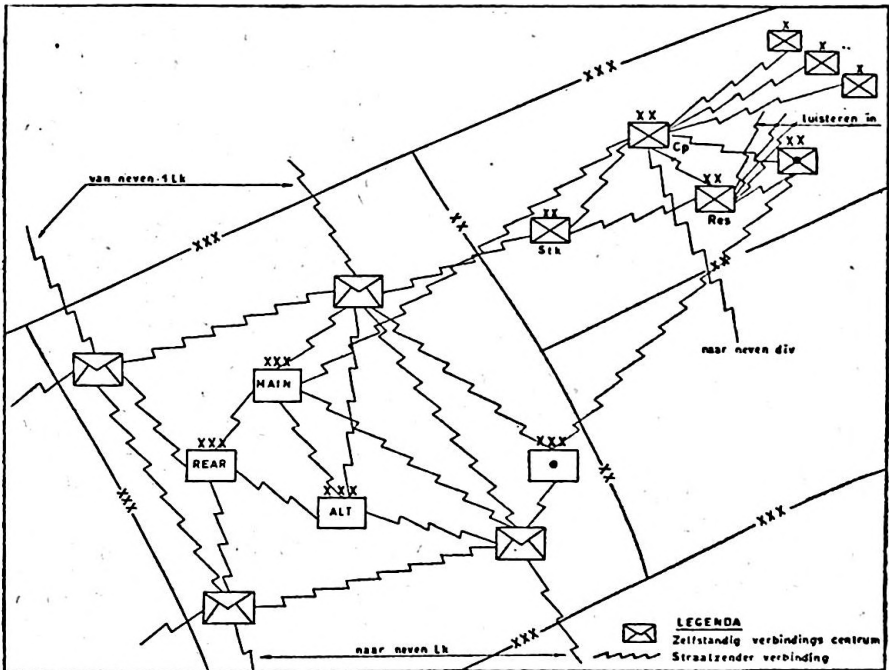 X
X
XXX
X
XX
luisteren in
van neven-1Lk
Cp
XX
XX
XX
XX
Res
XXX
Stk
XX
naar neven div
XXX
MAIN
XXX
XXX
REAR
XXX
XX
XXX
ALT
XXX
XXX
LEGENDA
Zelfstandig verbindings centrum
naar neven Lk
Straalzender verbinding